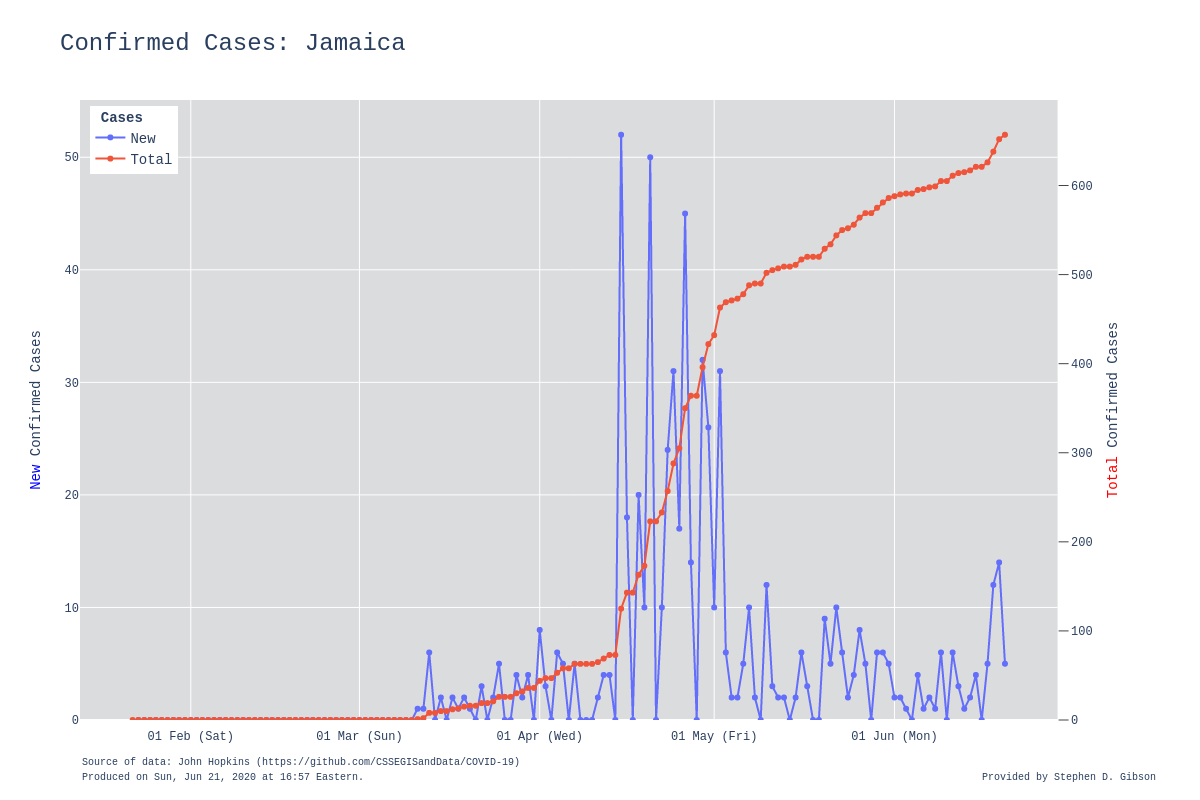 Confirmed Cases: Jamaica
Cases
New
Total
50
40
30
20
10
0
600
500
400
300
200
100
0
New Confirmed Cases
Total Confirmed Cases
01 Feb (Sat)
01 Mar (Sun)
01 Apr (Wed)
01 May (Fri)
01 Jun (Mon)
Source of data: John Hopkins (https://github.com/CSSEGISandData/COVID-19)
Produced on Sun, Jun 21, 2020 at 16:57 Eastern.
Provided by Stephen D. Gibson